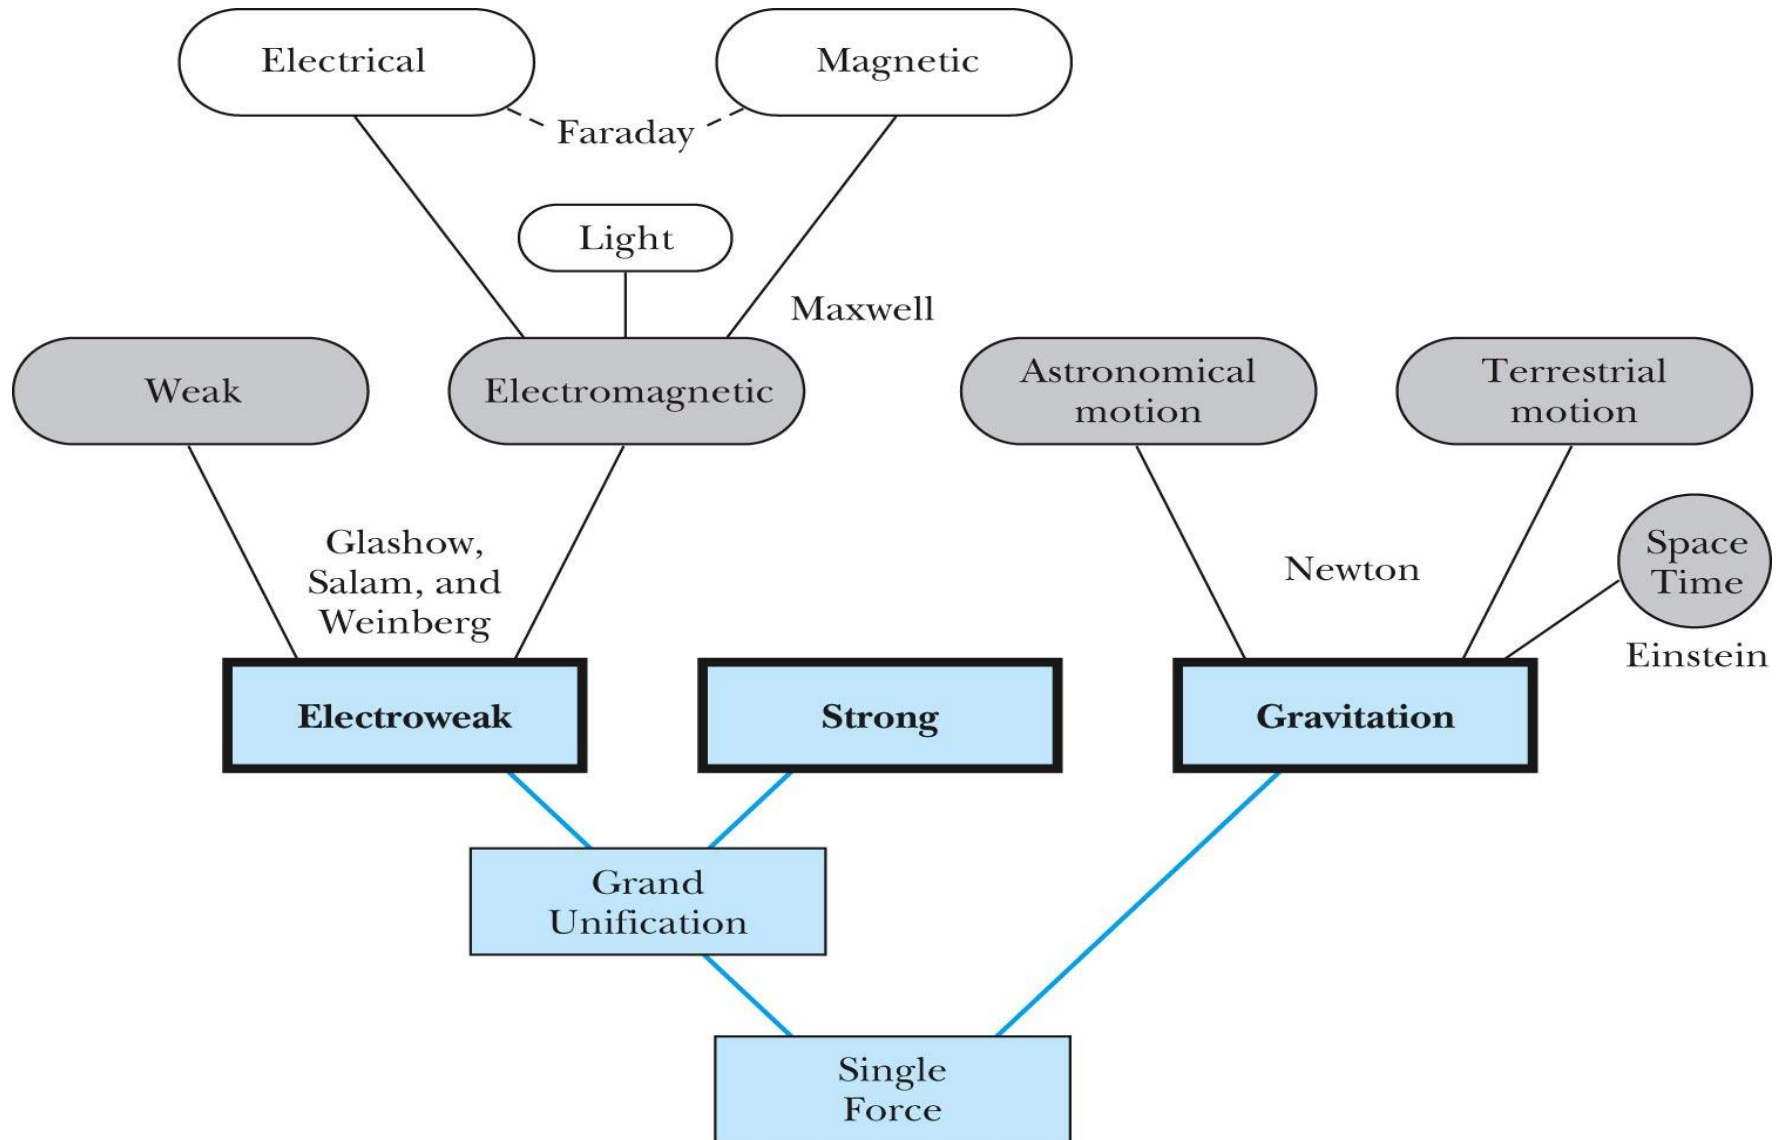 Electrical
Magnetic
Faraday
Light
Maxwell
Weak
Electromagnetic
Astronomical
motion
Terrestrial
motion
Glashow,
Salam, and
Weinberg
Newton
Space
Time
Einstein
Electroweak
Strong
Gravitation
Grand
Unification
Single
Force